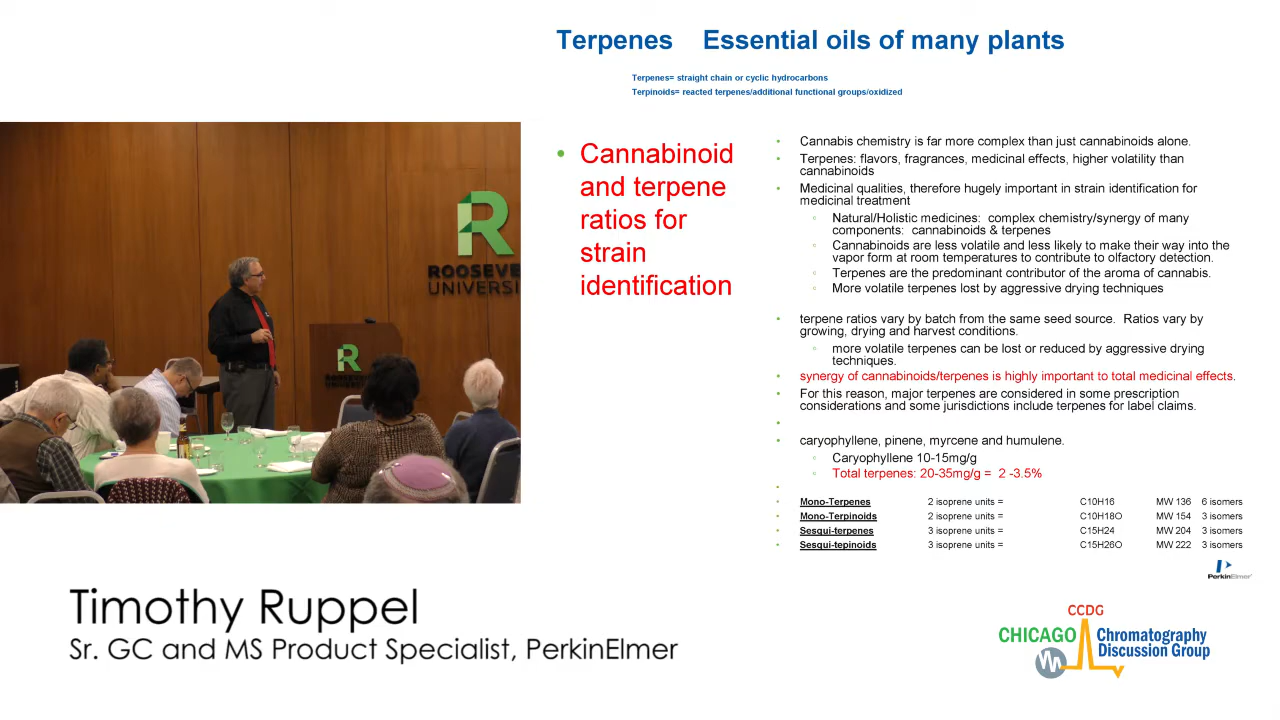 Terpenes Essential oils of many plants
Terpenes= straight chain or cyclic hydrocarbons
Terpinoids= reacted terpenes/additional functional groups/oxidized
• Cannabinoid
and terpene
ratios for
strain
identification
• Cannabis chemistry is far more complex than just cannabinoids alone.
• Terpenes: flavors, fragrances, medicinal effects, higher volatility than
cannabinoids
• Medicinal qualities, therefore hugely important in strain identification for
medicinal treatment
▫ Natural/Holistic medicines: complex chemistry/synergy of many
components: cannabinoids & terpenes
▫ Cannabinoids are less volatile and less likely to make their way into the
vapor form at room temperatures to contribute to olfactory detection.
▫ Terpenes are the predominant contributor of the aroma of cannabis.
▫ More volatile terpenes lost by aggressive drying techniques
• terpene ratios vary by batch from the same seed source. Ratios vary by
growing, drying and harvest conditions.
▫ more volatile terpenes can be lost or reduced by aggressive drying
techniques.
• synergy of cannabinoids/terpenes is highly important to total medicinal effects.
• For this reason, major terpenes are considered in some prescription
considerations and some jurisdictions include terpenes for label claims.
•
• caryophyllene, pinene, myrcene and humulene.
▫ Caryophyllene 10-15mg/g
▫ Total terpenes: 20-35mg/g = 2 -3.5%
•
• Mono-Terpenes 2 isoprene units = C10H16 MW 136 6 isomers
• Mono-Terpinoids 2 isoprene units = C10H18O MW 154 3 isomers
• Sesqui-terpenes 3 isoprene units = C15H24 MW 204 3 isomers
• Sesqui-tepinoids 3 isoprene units = C15H26O MW 222 3 isomers
PerkinElmer
R
ROOSEVE
UNIVERSIT
R
Timothy Ruppel
Sr. GC and MS Product Specialist, PerkinElmer
CCDG
CHICAGO Chromatography
Discussion Group